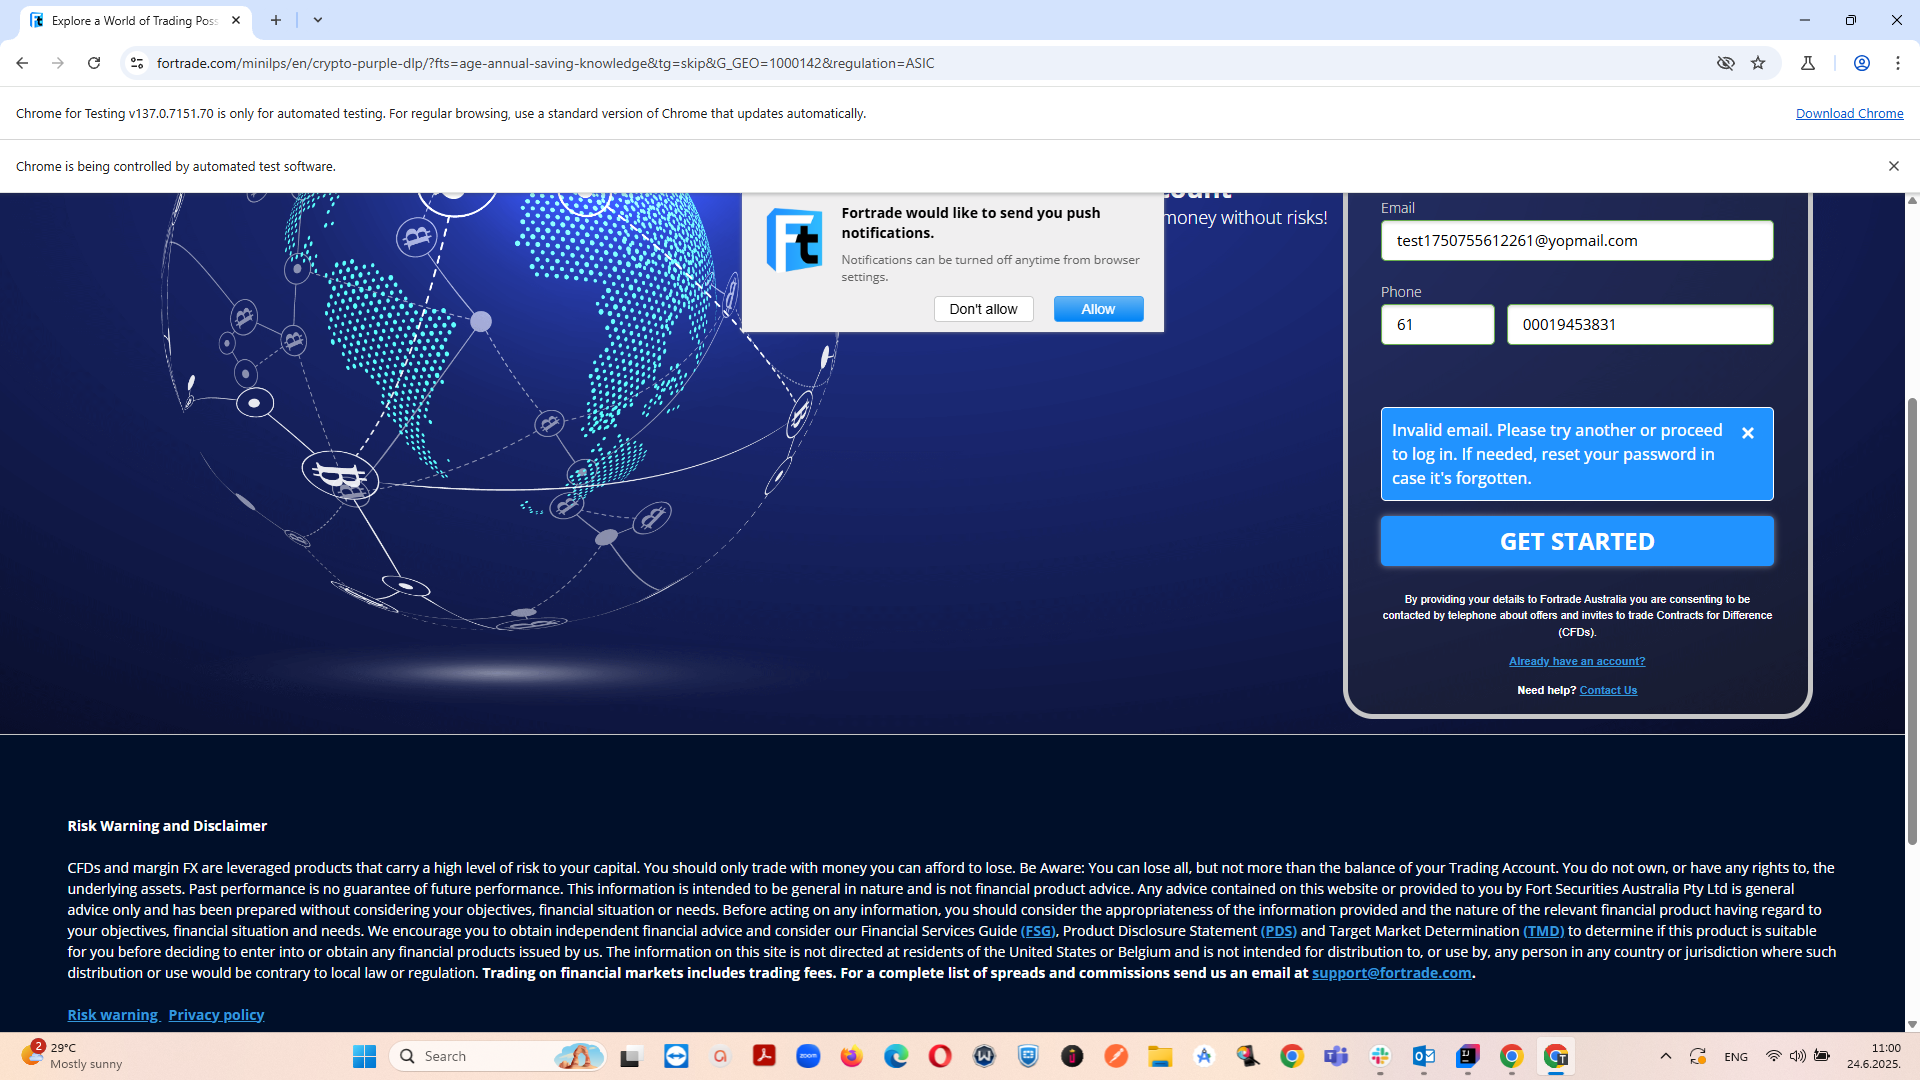 Explore a World of Trading Poss
fortrade.com/minilps/en/crypto-purple-dlp/?fts=age-annual-saving-knowledge&tg=skip&G_GEO=1000142&regulation=ASIC
Chrome for Testing v137.0.7151.70 is only for automated testing. For regular browsing, use a standard version of Chrome that updates automatically.
Download Chrome
Chrome is being controlled by automated test software.
money without risks!
Fortrade would like to send you push
notifications.
Notifications can be turned off anytime from browser
settings.
Don't allow
Allow
Email
test1750755612261@yopmail.com
Phone
61
00019453831
Invalid email. Please try another or proceed
to log in. If needed, reset your password in
case it's forgotten.
GET STARTED
By providing your details to Fortrade Australia you are consenting to be
contacted by telephone about offers and invites to trade Contracts for Difference
(CFDs).
Already have an account?
Need help? Contact Us
Risk Warning and Disclaimer
CFDs and margin FX are leveraged products that carry a high level of risk to your capital. You should only trade with money you can afford to lose. Be Aware: You can lose all, but not more than the balance of your Trading Account. You do not own, or have any rights to, the
underlying assets. Past performance is no guarantee of future performance. This information is intended to be general in nature and is not financial product advice. Any advice contained on this website or provided to you by Fort Securities Australia Pty Ltd is general
advice only and has been prepared without considering your objectives, financial situation or needs. Before acting on any information, you should consider the appropriateness of the information provided and the nature of the relevant financial product having regard to
your objectives, financial situation and needs. We encourage you to obtain independent financial advice and consider our Financial Services Guide (FSG), Product Disclosure Statement (PDS) and Target Market Determination (TMD) to determine if this product is suitable
for you before deciding to enter into or obtain any financial products issued by us. The information on this site is not directed at residents of the United States or Belgium and is not intended for distribution to, or use by, any person in any country or jurisdiction where such
distribution or use would be contrary to local law or regulation. Trading on financial markets includes trading fees. For a complete list of spreads and commissions send us an email at support@fortrade.com.
Risk warning Privacy policy
2
29°C
Mostly sunny
Search
zoom
ENG
11:00
24.6.2025.